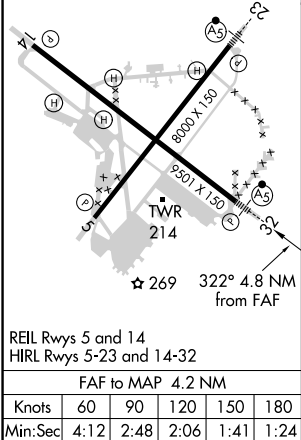 23
A5
14
P
H
P
H
P
H
8000 X 150
9501 X 150
A5
P
TWR
214
P
5
32
269
322° 4.8 NM
from FAF
REIL Rwys 5 and 14
HIRL Rwys 5-23 and 14-32
FAF to MAP 4.2 NM
Knots 60 90 120 150 180
Min:Sec 4:12 2:48 2:06 1:41 1:24